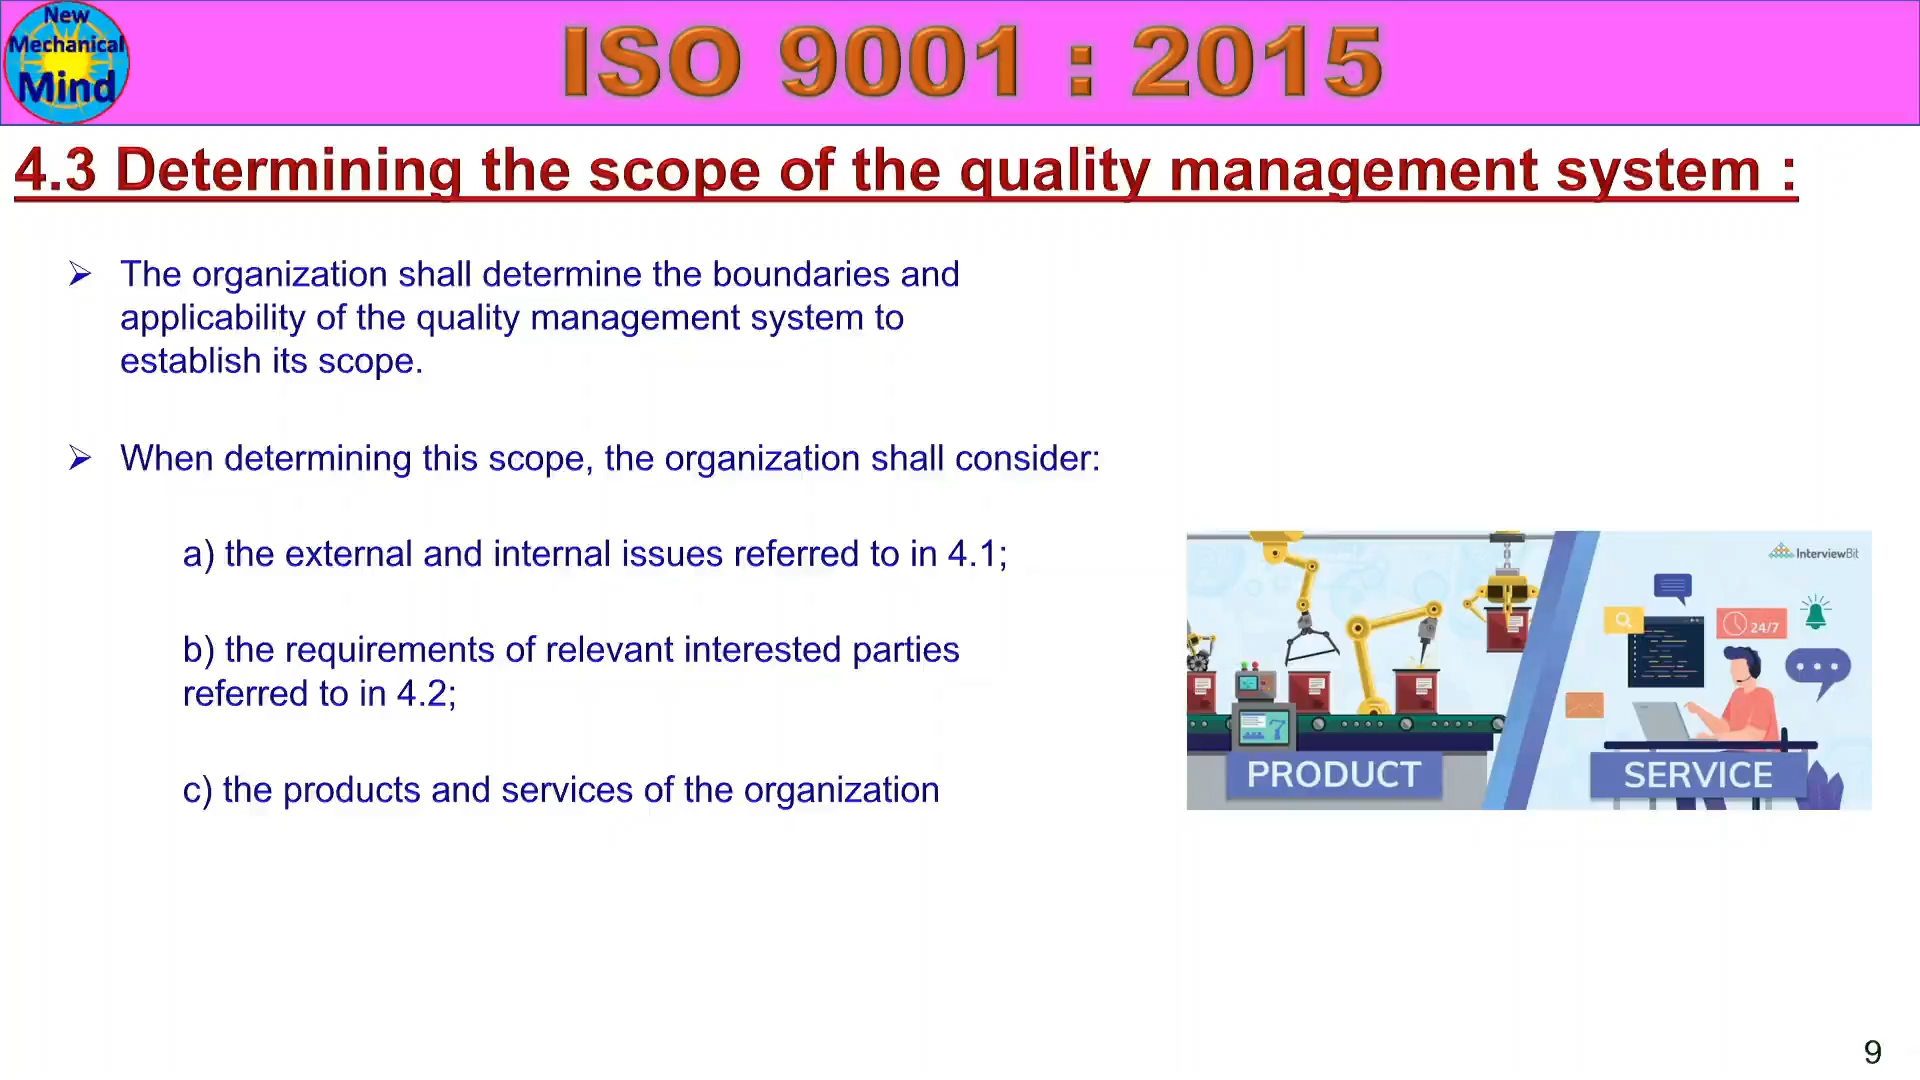 New
Mechanical
Mind
ISO 9001 : 2015
4.3 Determining the scope of the quality management system :
➢ The organization shall determine the boundaries and
applicability of the quality management system to
establish its scope.
➢ When determining this scope, the organization shall consider:
a) the external and internal issues referred to in 4.1;
b) the requirements of relevant interested parties
referred to in 4.2;
c) the products and services of the organization
InterviewBit
24/7
PRODUCT
SERVICE
9